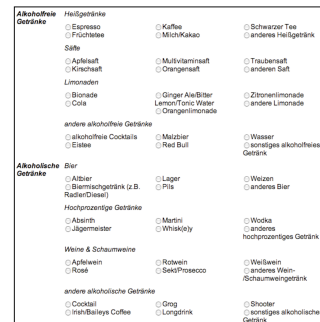 Alkoholfreie Getränke Heißgetränke
Espresso Kaffee Schwarzer Tee
Früchtetee Milch/Kakao anderes Heißgetränk
Säfte
Apfelsaft Multivitaminsaft Traubensaft
Kirschsaft Orangensaft anderen Saft
Limonaden
Bionade Ginger Ale/Bitter Lemon/Tonic Water Zitronenlimonade
Cola Orangenlimonade andere Limonade
andere alkoholfreie Getränke
alkoholfreie Cocktails Malzbier Wasser
Eistee Red Bull sonstiges alkoholfreies Getränk
Alkoholische Getränke Bier
Altbier Lager Weizen
Biermischgetränk (z.B. Radler/Diesel) Pils anderes Bier
Hochprozentige Getränke
Absinth Martini Wodka
Jägermeister Whisk(e)y anderes hochprozentiges Getränk
Weine & Schaumweine
Apfelwein Rotwein Weißwein
Rosé Sekt/Prosecco anderes Wein-/Schaumweingetränk
andere alkoholische Getränke
Cocktail Grog Shooter
Irish/Baileys Coffee Longdrink sonstiges alkoholisches Getränk